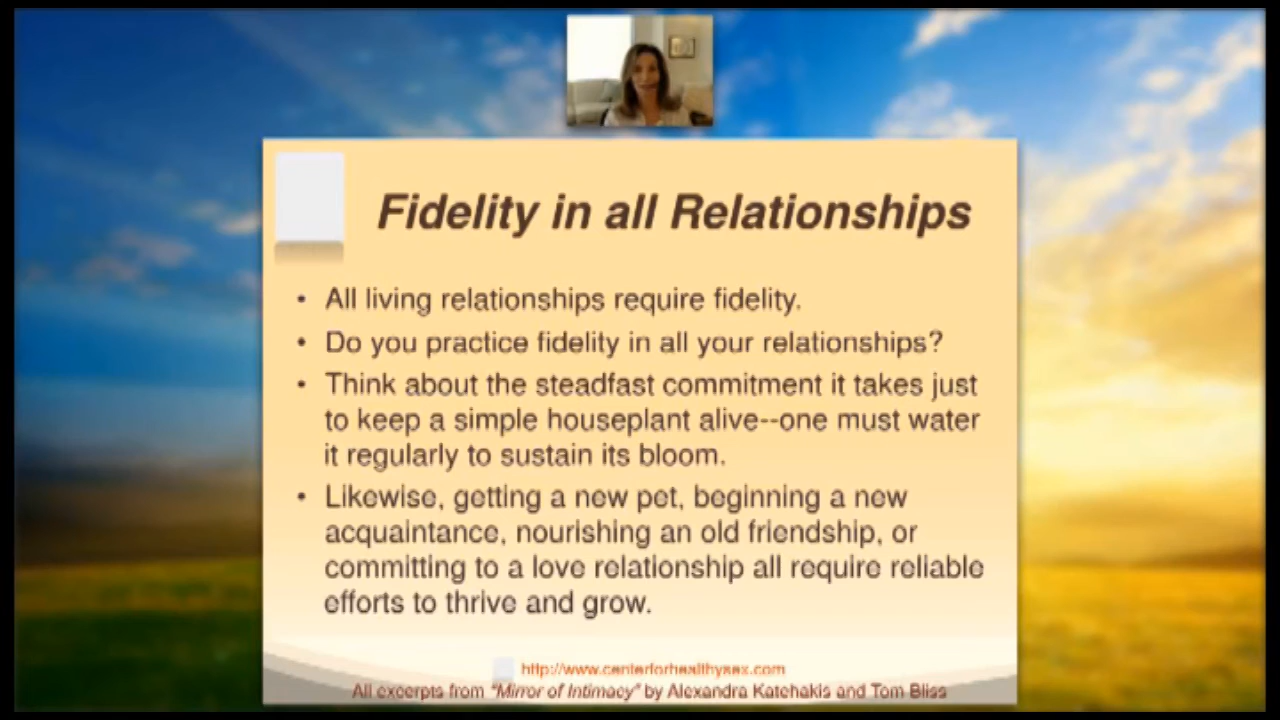 Fidelity in all Relationships
• All living relationships require fidelity.
• Do you practice fidelity in all your relationships?
• Think about the steadfast commitment it takes just
to keep a simple houseplant alive--one must water
it regularly to sustain its bloom.
• Likewise, getting a new pet, beginning a new
acquaintance, nourishing an old friendship, or
committing to a love relationship all require reliable
efforts to thrive and grow.
http://www.centerforhealthysex.com
All excerpts from "Mirror of Intimacy" by Alexandra Katehakis and Tom Bliss